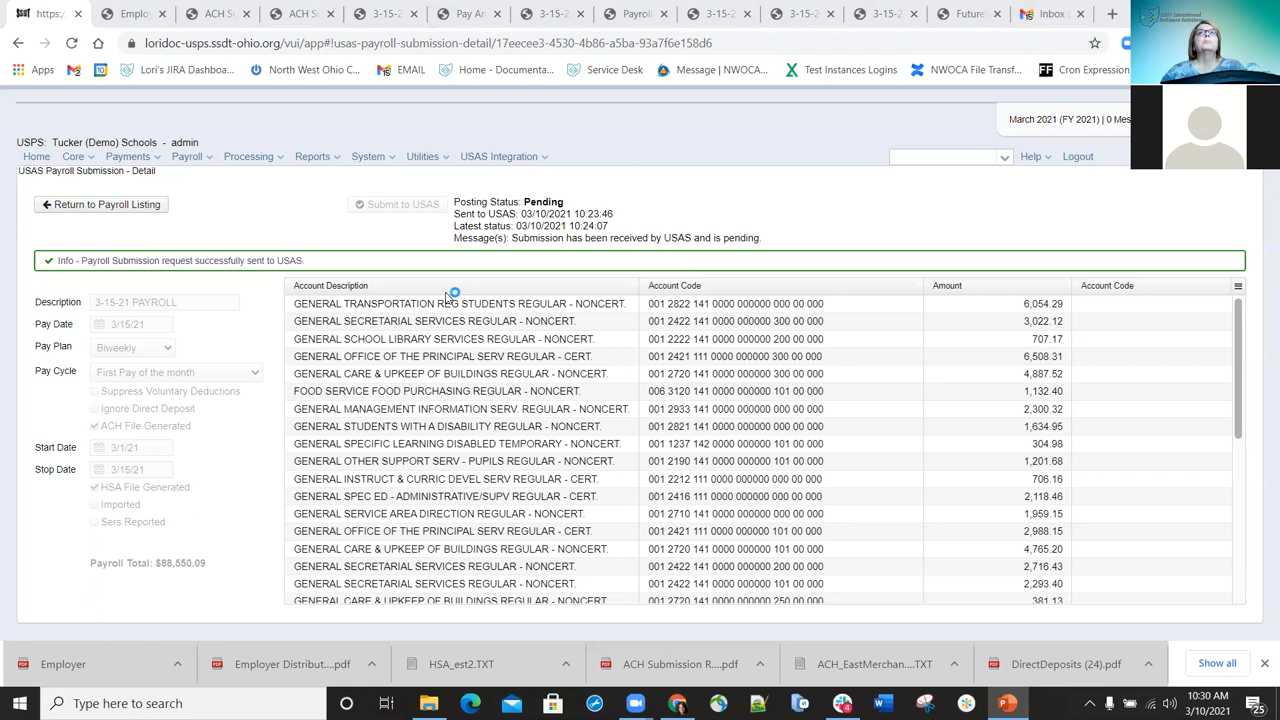 https:/
Employ
ACH S
ACH S
3-15-2
Pay
3-15-2
Payroll
3-15-2
3-15-2
3-15-2
Future
Inbox (
loridoc-usps.ssdt-ohio.org/vui/app#!usas-payroll-submission-detail/17eecee3-4530-4b86-a5ba-93a7f6e158d6
Apps
Lori's JIRA Dashboa...
North West Ohio C...
EMAIL
Home - Documenta...
Service Desk
Message | NWOCA...
Test Instances Logins
NWOCA File Transf...
Cron Expression
March 2021 (FY 2021) | 0 Mes
USPS: Tucker (Demo) Schools - admin
Home Core Payments Payroll Processing Reports System Utilities USAS Integration Help Logout
USAS Payroll Submission - Detail
Return to Payroll Listing
Submit to USAS
Posting Status: Pending
Sent to USAS: 03/10/2021 10:23:46
Latest status: 03/10/2021 10:24:07
Message(s): Submission has been received by USAS and is pending.
Info - Payroll Submission request successfully sent to USAS.
Description 3-15-21 PAYROLL
Pay Date 3/15/21
Pay Plan Biweekly
Pay Cycle First Pay of the month
Suppress Voluntary Deductions
Ignore Direct Deposit
ACH File Generated
Start Date 3/1/21
Stop Date 3/15/21
HSA File Generated
Imported
Sers Reported
Payroll Total: $88,550.09
Account Description Account Code Amount Account Code
GENERAL TRANSPORTATION REG STUDENTS REGULAR - NONCERT. 001 2822 141 0000 000000 000 00 000 6,054.29
GENERAL SECRETARIAL SERVICES REGULAR - NONCERT. 001 2422 141 0000 000000 300 00 000 3,022.12
GENERAL SCHOOL LIBRARY SERVICES REGULAR - NONCERT. 001 2222 141 0000 000000 200 00 000 707.17
GENERAL OFFICE OF THE PRINCIPAL SERV REGULAR - CERT. 001 2421 111 0000 000000 300 00 000 6,508.31
GENERAL CARE & UPKEEP OF BUILDINGS REGULAR - NONCERT. 001 2720 141 0000 000000 300 00 000 4,887.52
FOOD SERVICE FOOD PURCHASING REGULAR - NONCERT. 006 3120 141 0000 000000 101 00 000 1,132.40
GENERAL MANAGEMENT INFORMATION SERV. REGULAR - NONCERT. 001 2933 141 0000 000000 000 00 000 2,300.32
GENERAL STUDENTS WITH A DISABILITY REGULAR - NONCERT. 001 2821 141 0000 000000 000 00 000 1,634.95
GENERAL SPECIFIC LEARNING DISABLED TEMPORARY - NONCERT. 001 1237 142 0000 000000 101 00 000 304.98
GENERAL OTHER SUPPORT SERV - PUPILS REGULAR - NONCERT. 001 2190 141 0000 000000 101 00 000 1,201.68
GENERAL INSTRUCT & CURRIC DEVEL SERV REGULAR - CERT. 001 2212 111 0000 000000 000 00 000 706.16
GENERAL SPEC ED - ADMINISTRATIVE/SUPV REGULAR - CERT. 001 2416 111 0000 000000 000 00 000 2,118.46
GENERAL SERVICE AREA DIRECTION REGULAR - NONCERT. 001 2710 141 0000 000000 000 00 000 1,959.15
GENERAL OFFICE OF THE PRINCIPAL SERV REGULAR - CERT. 001 2421 111 0000 000000 101 00 000 2,988.15
GENERAL CARE & UPKEEP OF BUILDINGS REGULAR - NONCERT. 001 2720 141 0000 000000 101 00 000 4,765.20
GENERAL SECRETARIAL SERVICES REGULAR - NONCERT. 001 2422 141 0000 000000 200 00 000 2,716.43
GENERAL SECRETARIAL SERVICES REGULAR - NONCERT. 001 2422 141 0000 000000 101 00 000 2,293.40
GENERAL CARE & UPKEEP OF BUILDINGS REGULAR - NONCERT. 001 2720 141 0000 000000 250 00 000 381.13
Employer
Employer Distribut....pdf
HSA_est2.TXT
ACH Submission R....pdf
ACH_EastMerchan....TXT
DirectDeposits (24).pdf
Show all
Type here to search
10:30 AM
3/10/2021
25